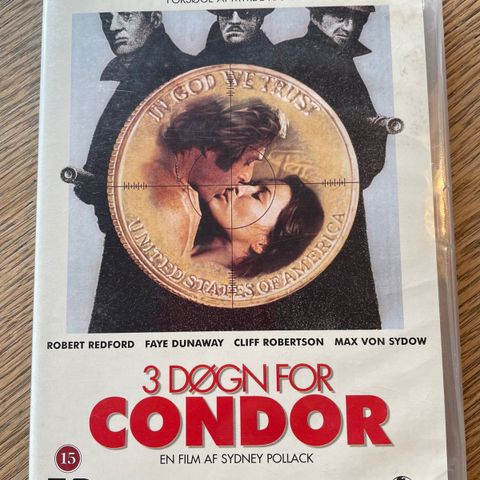 IN GOD WE TRUST
UNITED STATES OF AMERICA
ROBERT REDFORD FAYE DUNAWAY CLIFF ROBERTSON MAX VON SYDOW
3 DØGN FOR
CONDOR
15
EN FILM AF SYDNEY POLLACK